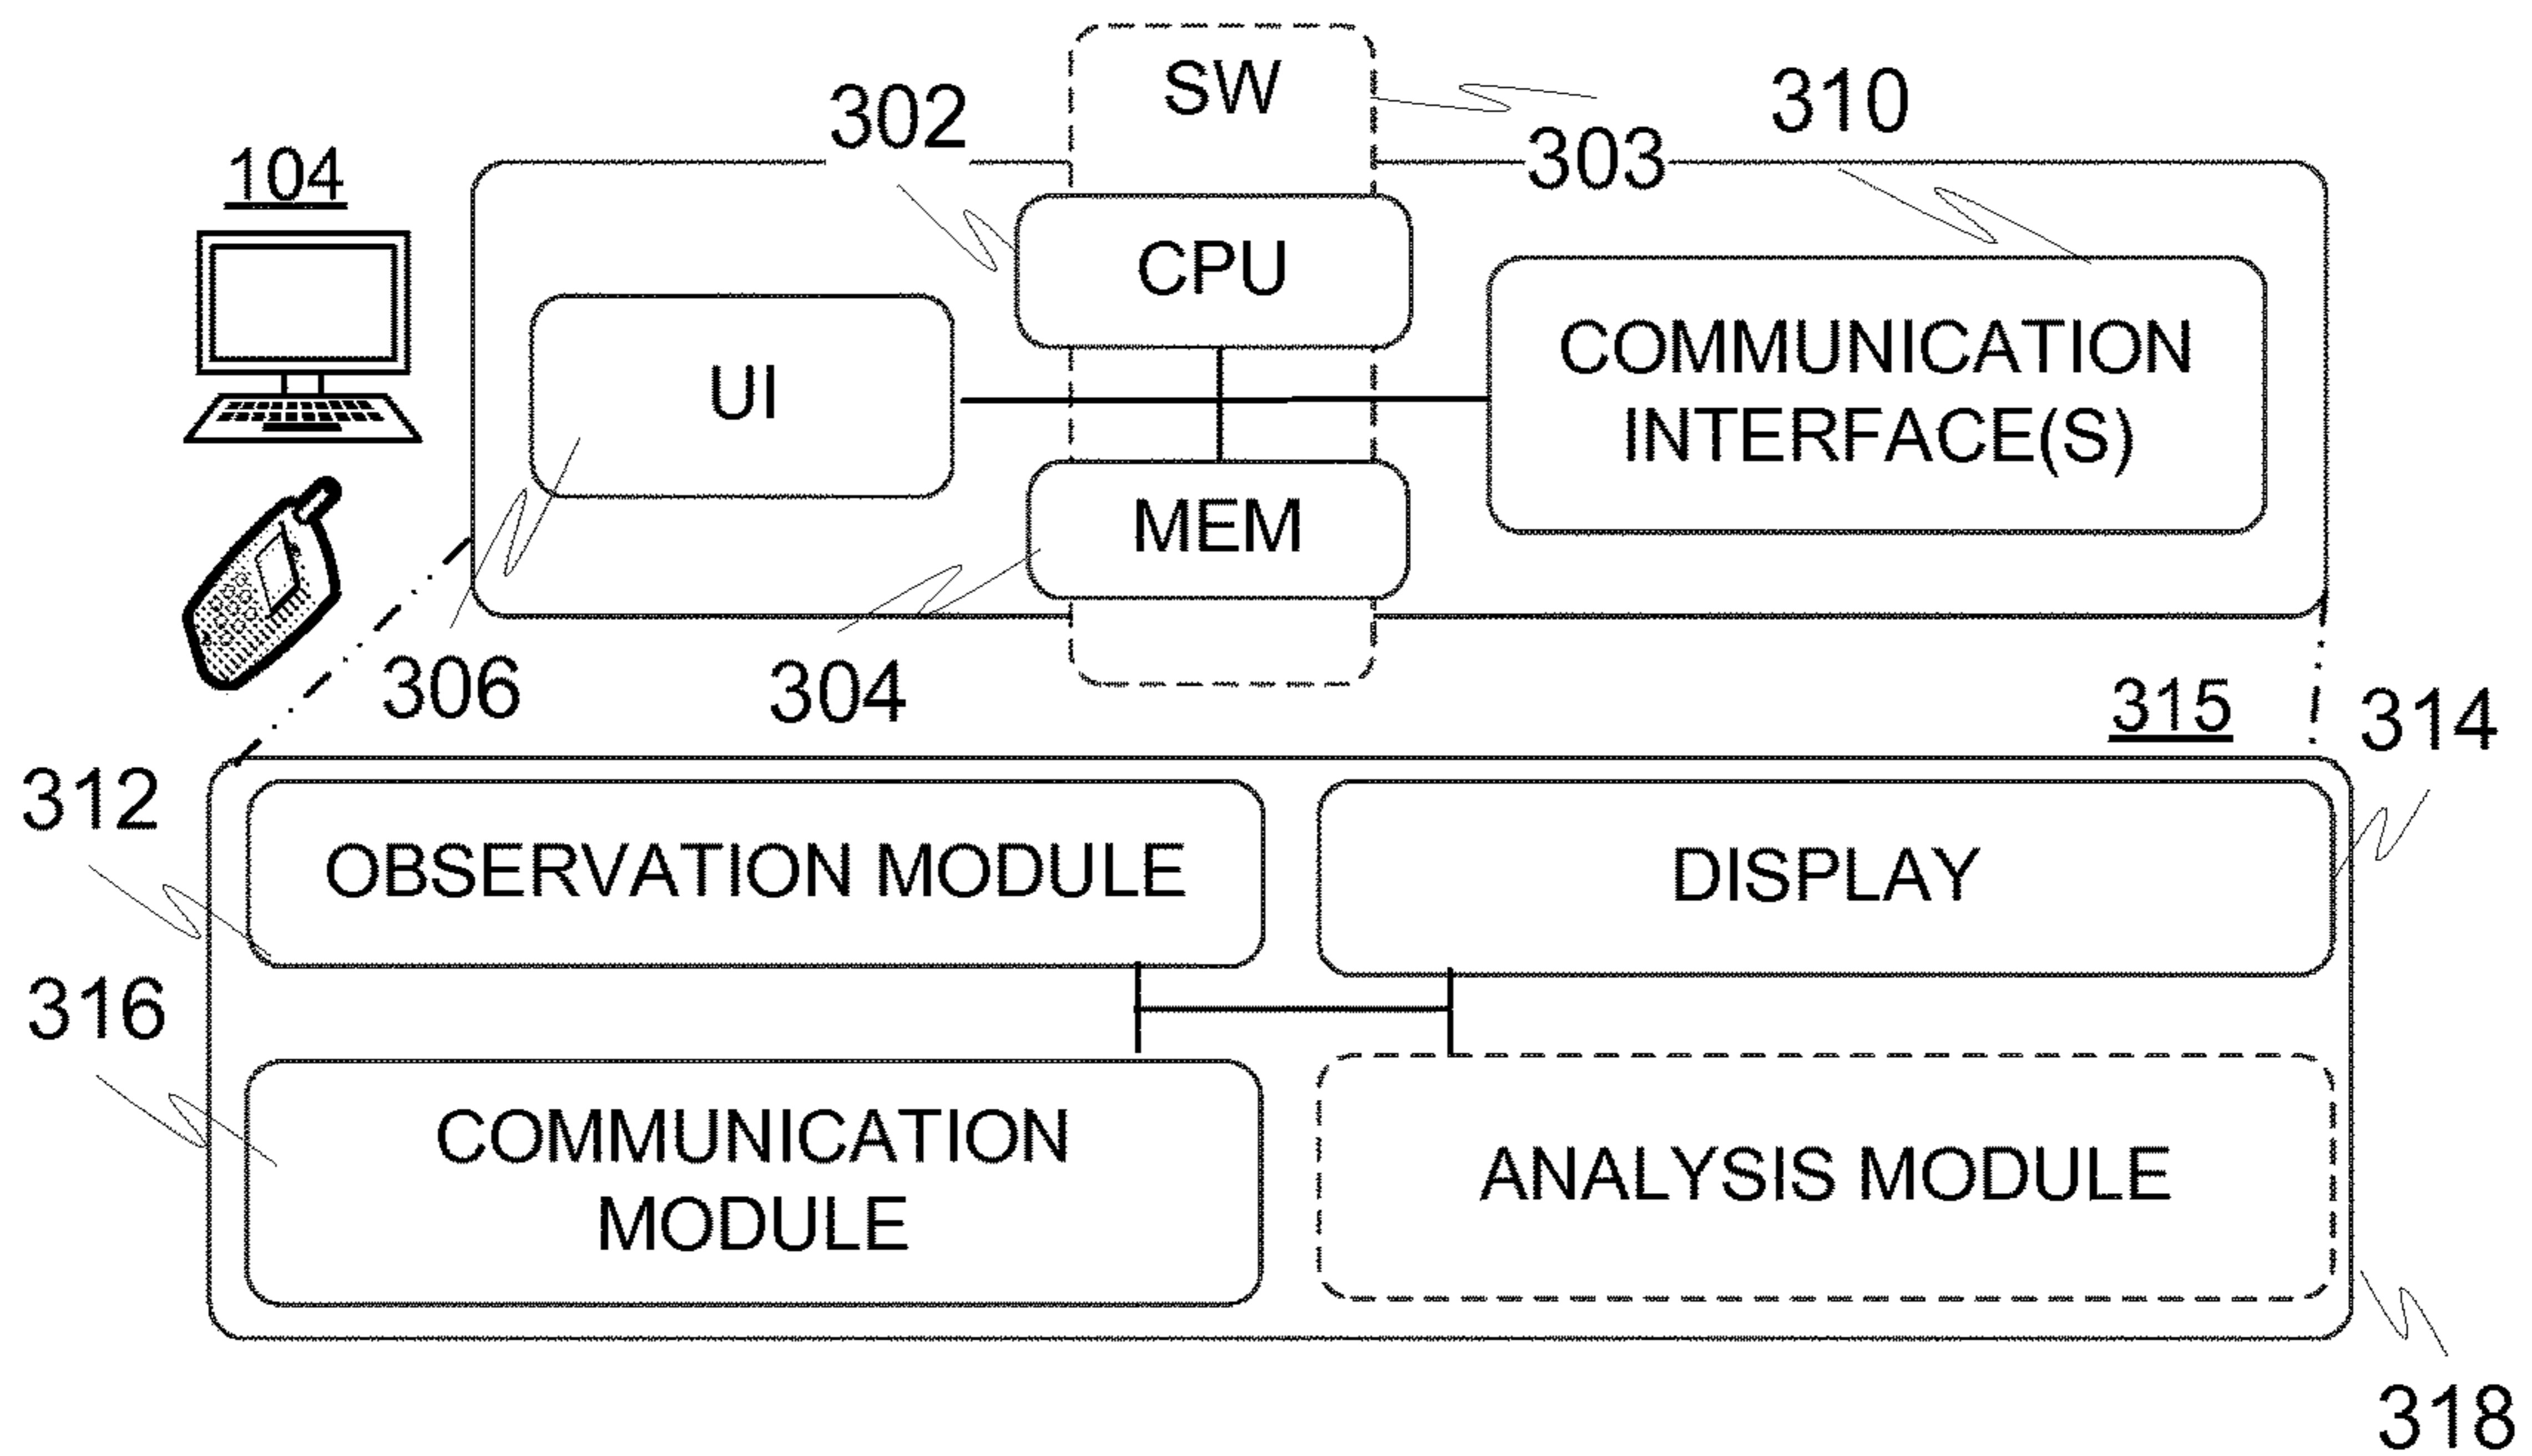 SW
302
310
303
104
CPU
COMMUNICATION
INTERFACE(S)
UI
MEM
306
304
315
314
312
OBSERVATION MODULE
DISPLAY
316
COMMUNICATION
MODULE
ANALYSIS MODULE
318